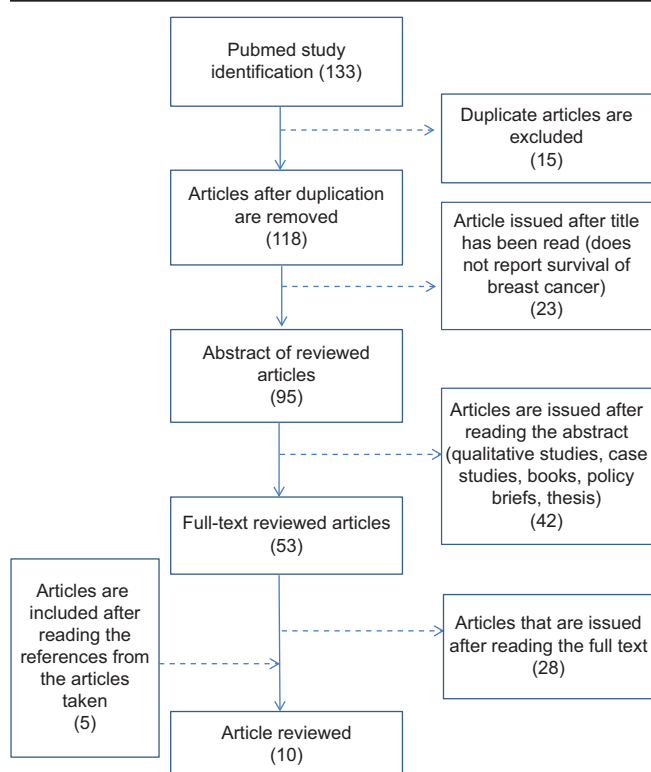 Pubmed study
identification (133)
Duplicate articles are
excluded
(15)
Articles after duplication
are removed
(118)
Article issued after title
has been read (does
not report survival of
breast cancer)
(23)
Abstract of reviewed
articles
(95)
Articles are issued after
reading the abstract
(qualitative studies, case
studies, books, policy
briefs, thesis)
(42)
Full-text reviewed articles
(53)
Articles are
included after
reading the
references from
the articles
taken
(5)
Articles that are issued
after reading the full text
(28)
Article reviewed
(10)